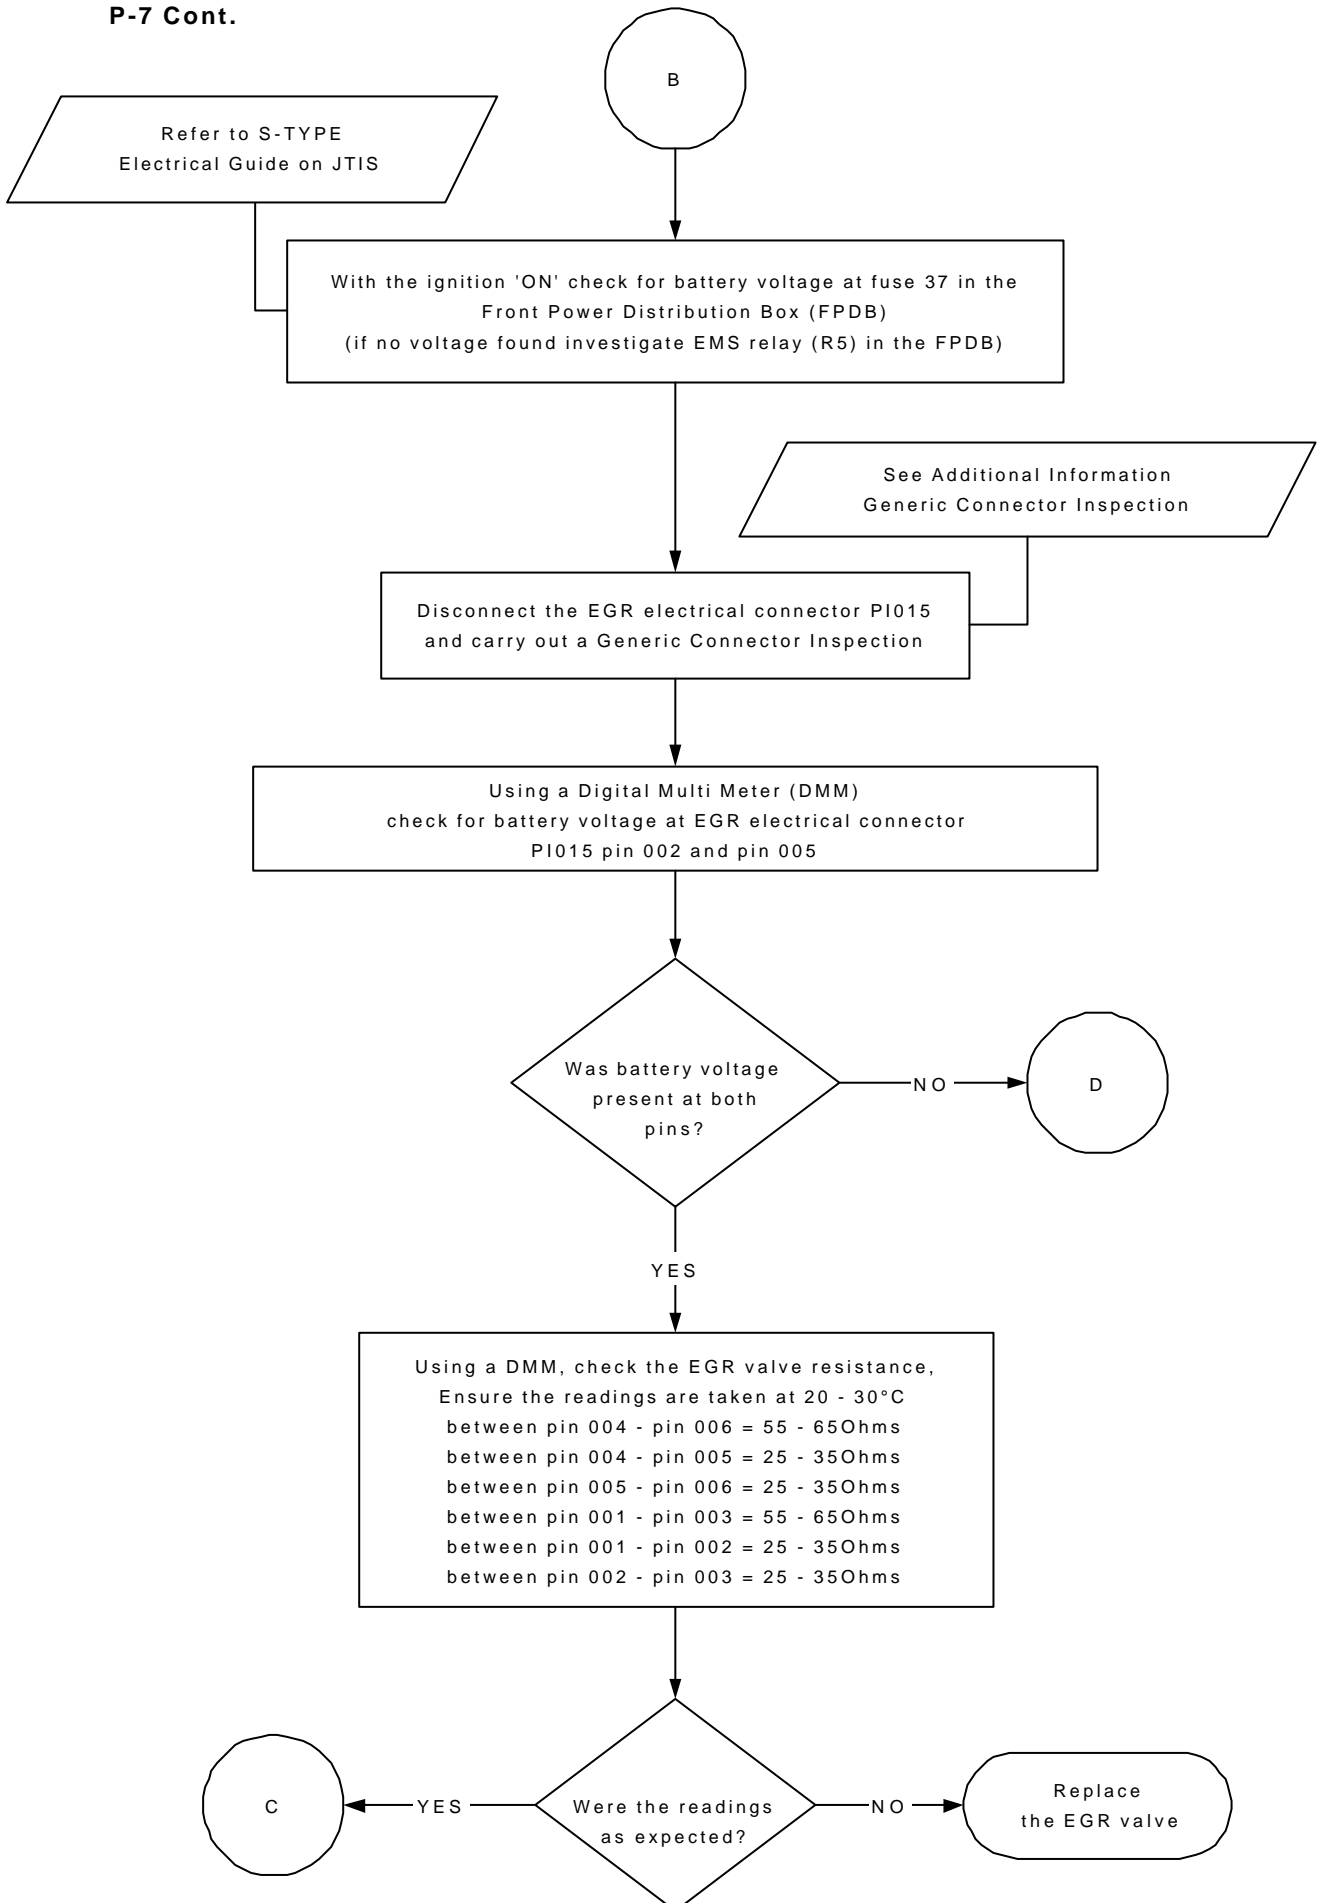 P-7 Cont.
B
Refer to S-TYPE
Electrical Guide on JTIS
With the ignition 'ON' check for battery voltage at fuse 37 in the
Front Power Distribution Box (FPDB)
(if no voltage found investigate EMS relay (R5) in the FPDB)
See Additional Information
Generic Connector Inspection
Disconnect the EGR electrical connector PI015
and carry out a Generic Connector Inspection
Using a Digital Multi Meter (DMM)
check for battery voltage at EGR electrical connector
PI015 pin 002 and pin 005
Was battery voltage
present at both
pins?
NO
D
YES
Using a DMM, check the EGR valve resistance,
Ensure the readings are taken at 20 - 30°C
between pin 004 - pin 006 = 55 - 65Ohms
between pin 004 - pin 005 = 25 - 35Ohms
between pin 005 - pin 006 = 25 - 35Ohms
between pin 001 - pin 003 = 55 - 65Ohms
between pin 001 - pin 002 = 25 - 35Ohms
between pin 002 - pin 003 = 25 - 35Ohms
C
YES
Were the readings
as expected?
NO
Replace
the EGR valve